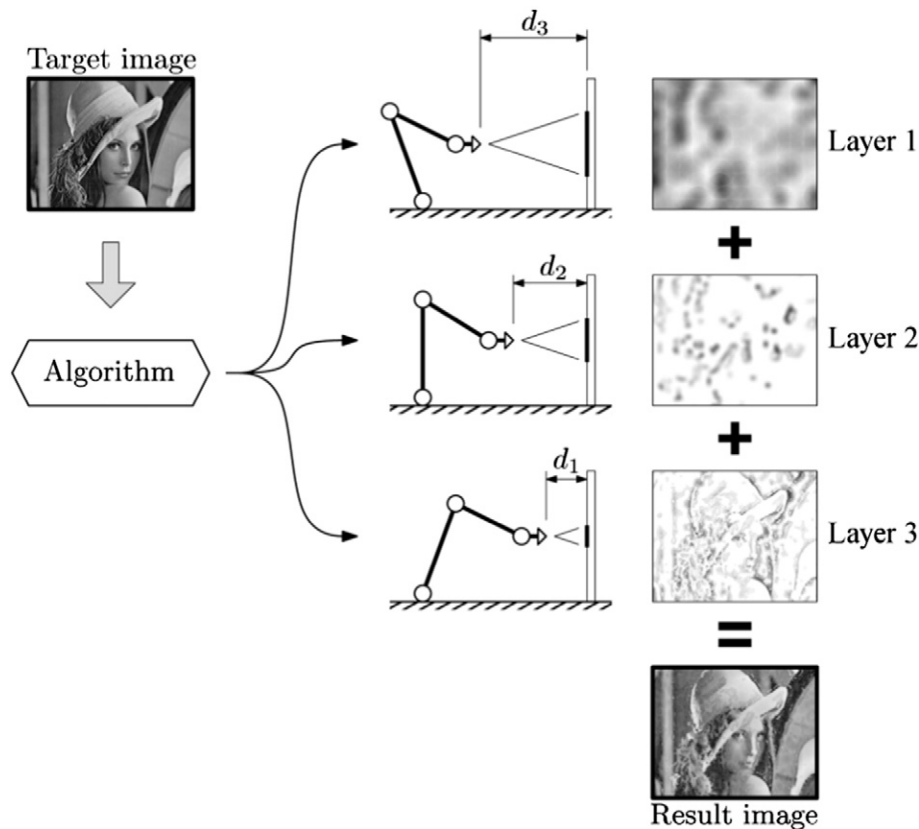 Target image
Algorithm
d3
Layer 1
+
d2
Layer 2
+
d1
Layer 3
=
Result image